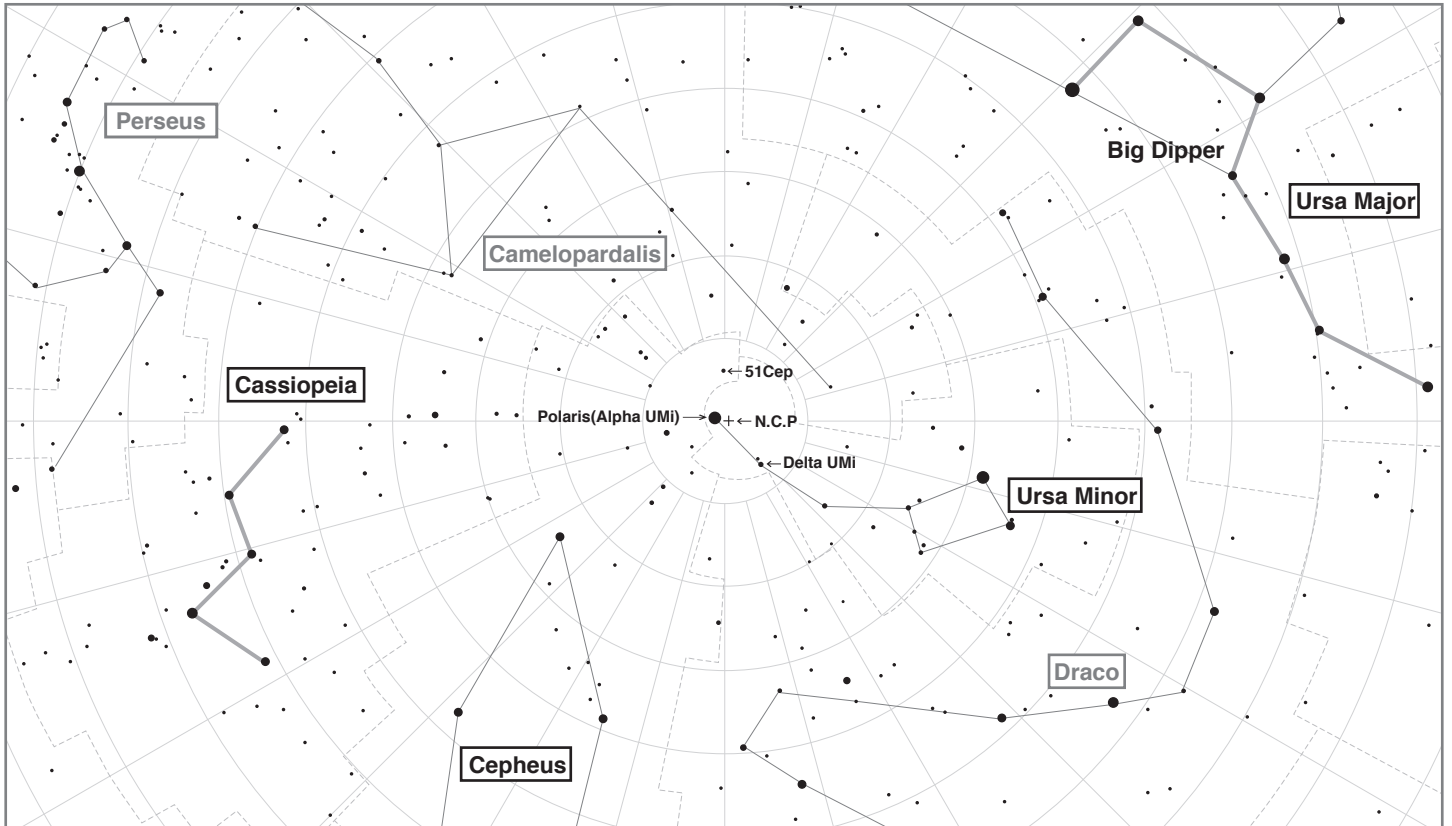 Perseus
Big Dipper
Ursa Major
Camelopardalis
51Cep
Cassiopeia
Polaris(Alpha UMi)
N.C.P
Delta UMi
Ursa Minor
Draco
Cepheus